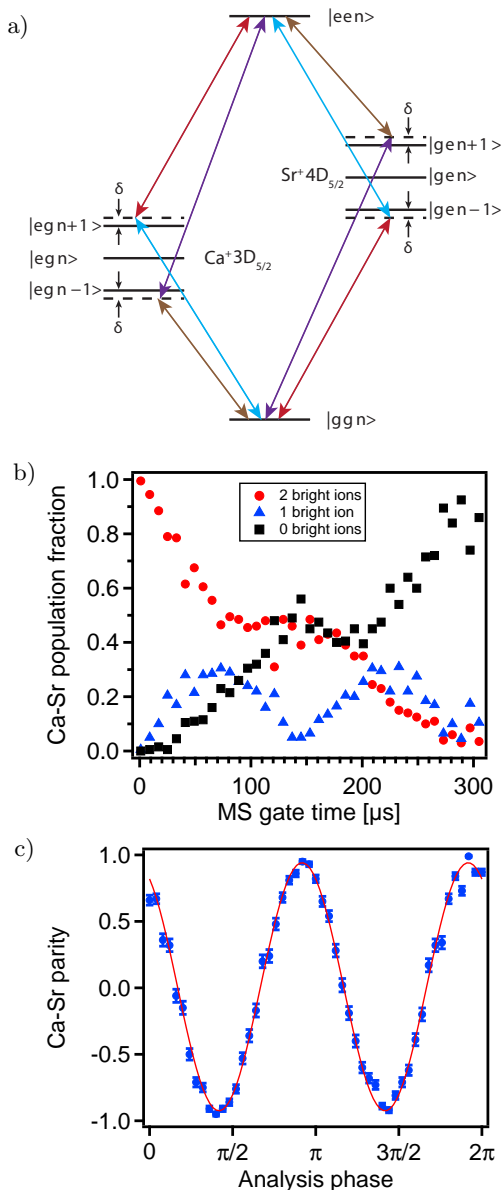 a)
|een>
δ
|gen+1>
Sr⁺4D5/2
|gen>
|gen-1>
δ
δ
|egn+1>
|egn>
Ca⁺3D5/2
|egn-1>
δ
|ggn>
b)
1.0
0.8
0.6
0.4
0.2
0.0
Ca-Sr population fraction
2 bright ions
1 bright ion
0 bright ions
0
100
200
300
MS gate time [µs]
c)
1.0
0.5
0.0
-0.5
-1.0
Ca-Sr parity
0
π/2
π
3π/2
2π
Analysis phase